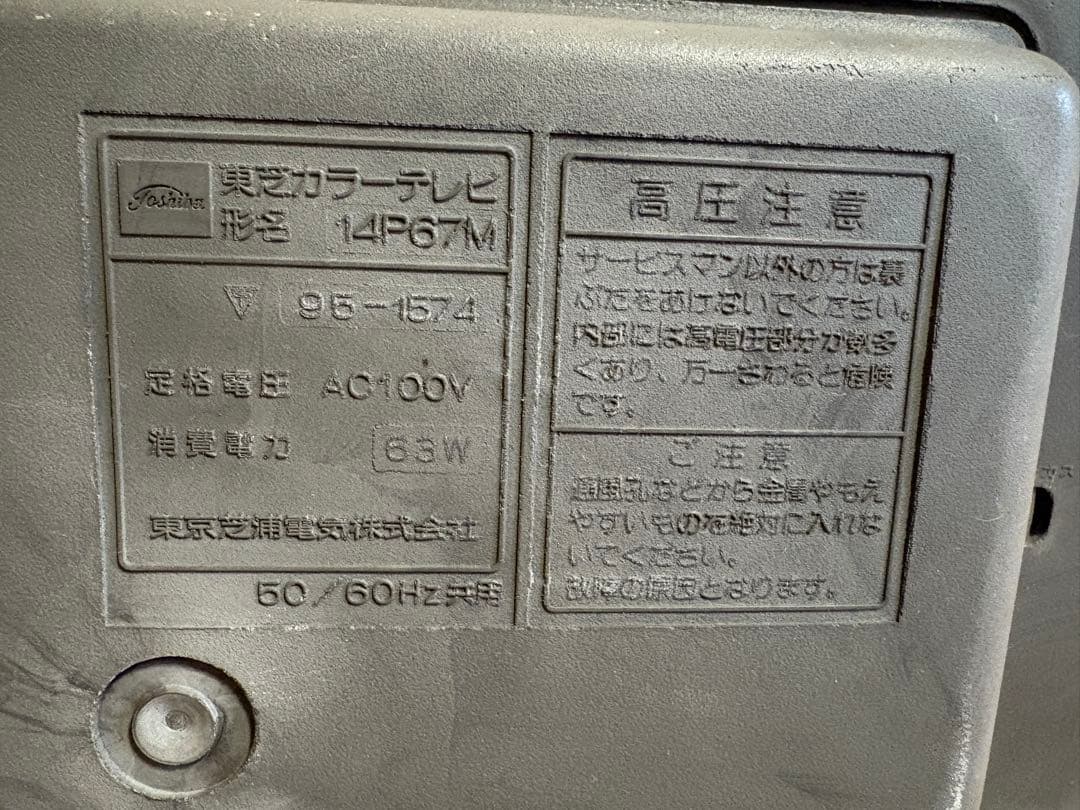 Toshiba
東芝カラーテレビ
形名 14P67M
〒 95-1574
定格電圧 AC100V
消費電力 63W
東京芝浦電気株式会社
50/60Hz共用
高圧注意
サービスマン以外の方は裏
ぶたをあけないでください。
内部には高電圧部分が数多
くあり、万一さわると危険
です。
ご注意
通風孔などから金属やもえ
やすいものを絶対に入れな
いでください。
故障の原因となります。